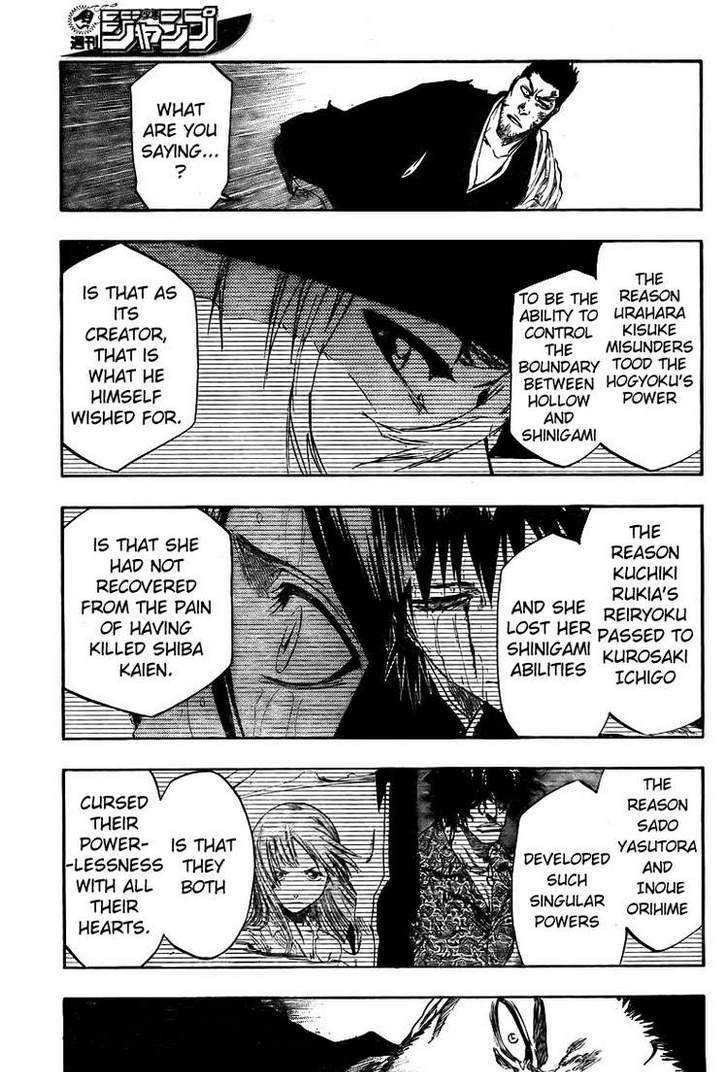 週刊
少年
ジャンプ
WHAT
ARE YOU
SAYING...
?
THE
REASON
URAHARA
KISUKE
MISUNDERS
TOOD THE
HOGYOKU'S
POWER
TO BE THE
ABILITY TO
CONTROL
THE
BOUNDARY
BETWEEN
HOLLOW
AND
SHINIGAMI
IS THAT AS
ITS
CREATOR,
THAT IS
WHAT HE
HIMSELF
WISHED FOR.
THE
REASON
KUCHIKI
RUKIA'S
REIRYOKU
PASSED TO
KUROSAKI
ICHIGO
AND SHE
LOST HER
SHINIGAMI
ABILITIES
IS THAT SHE
HAD NOT
RECOVERED
FROM THE PAIN
OF HAVING
KILLED SHIBA
KAIEN.
THE
REASON
SADO
YASUTORA
AND
INOUE
ORIHIME
DEVELOPED
SUCH
SINGULAR
POWERS
IS THAT
THEY
BOTH
CURSED
THEIR
POWER-
-LESSNESS
WITH ALL
THEIR
HEARTS.